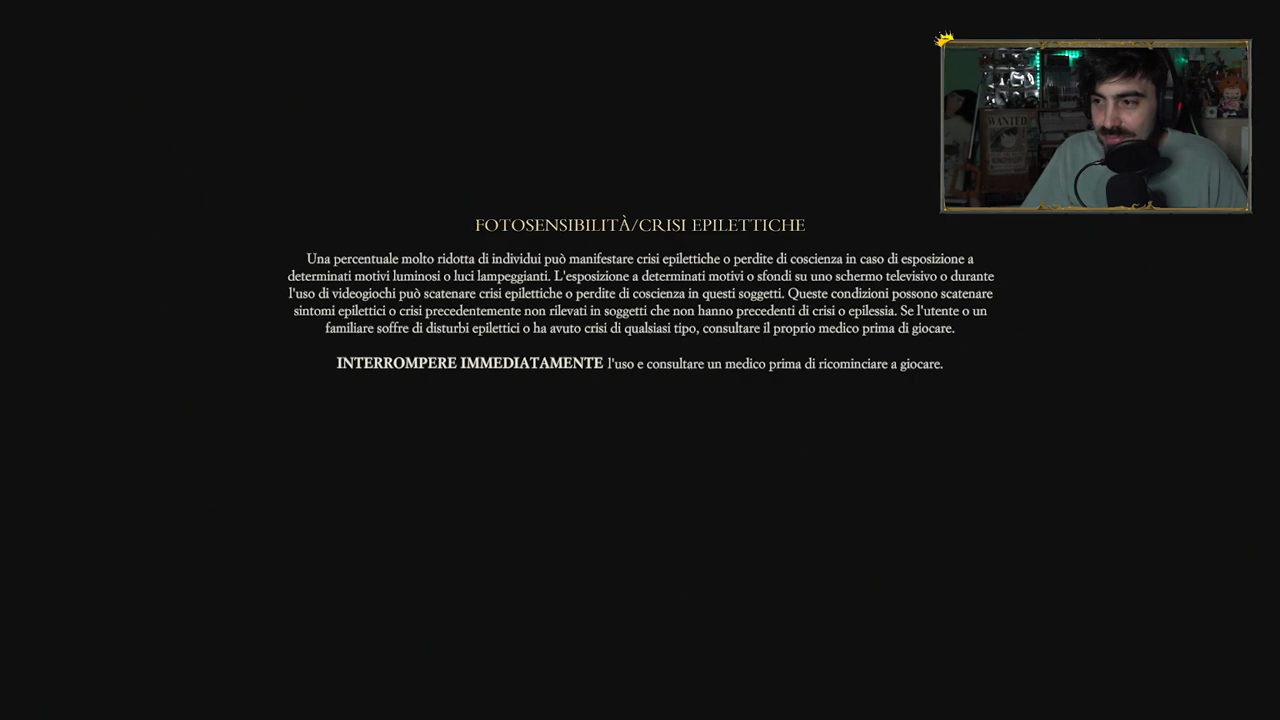 WANTED
FOTOSENSIBILITÀ/CRISI EPILETTICHE
Una percentuale molto ridotta di individui può manifestare crisi epilettiche o perdite di coscienza in caso di esposizione a
determinati motivi luminosi o luci lampeggianti. L'esposizione a determinati motivi o sfondi su uno schermo televisivo o durante
l'uso di videogiochi può scatenare crisi epilettiche o perdite di coscienza in questi soggetti. Queste condizioni possono scatenare
sintomi epilettici o crisi precedentemente non rilevati in soggetti che non hanno precedenti di crisi o epilessia. Se l'utente o un
familiare soffre di disturbi epilettici o ha avuto crisi di qualsiasi tipo, consultare il proprio medico prima di giocare.
INTERROMPERE IMMEDIATAMENTE l'uso e consultare un medico prima di ricominciare a giocare.